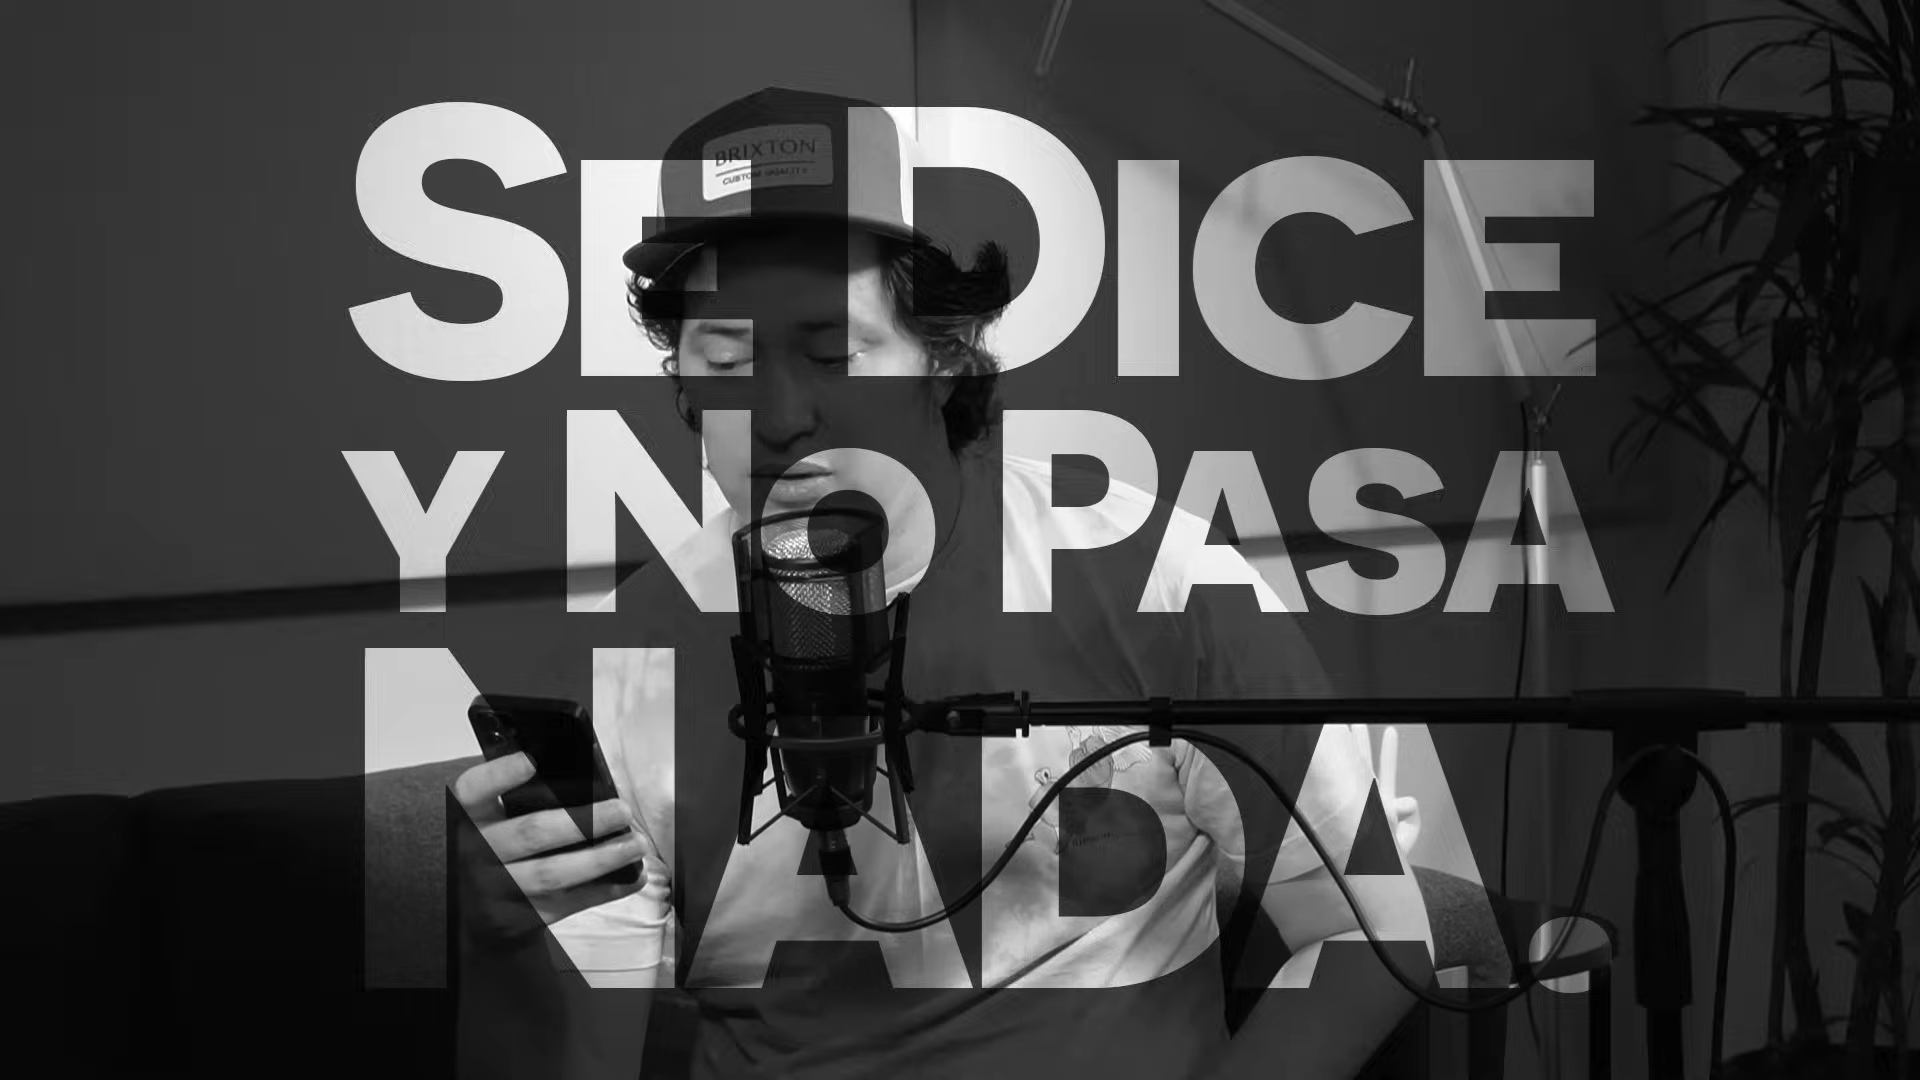 SE DICE
Y NO PASA
NADA.
BRIXTON
CUSTOM QUALITY